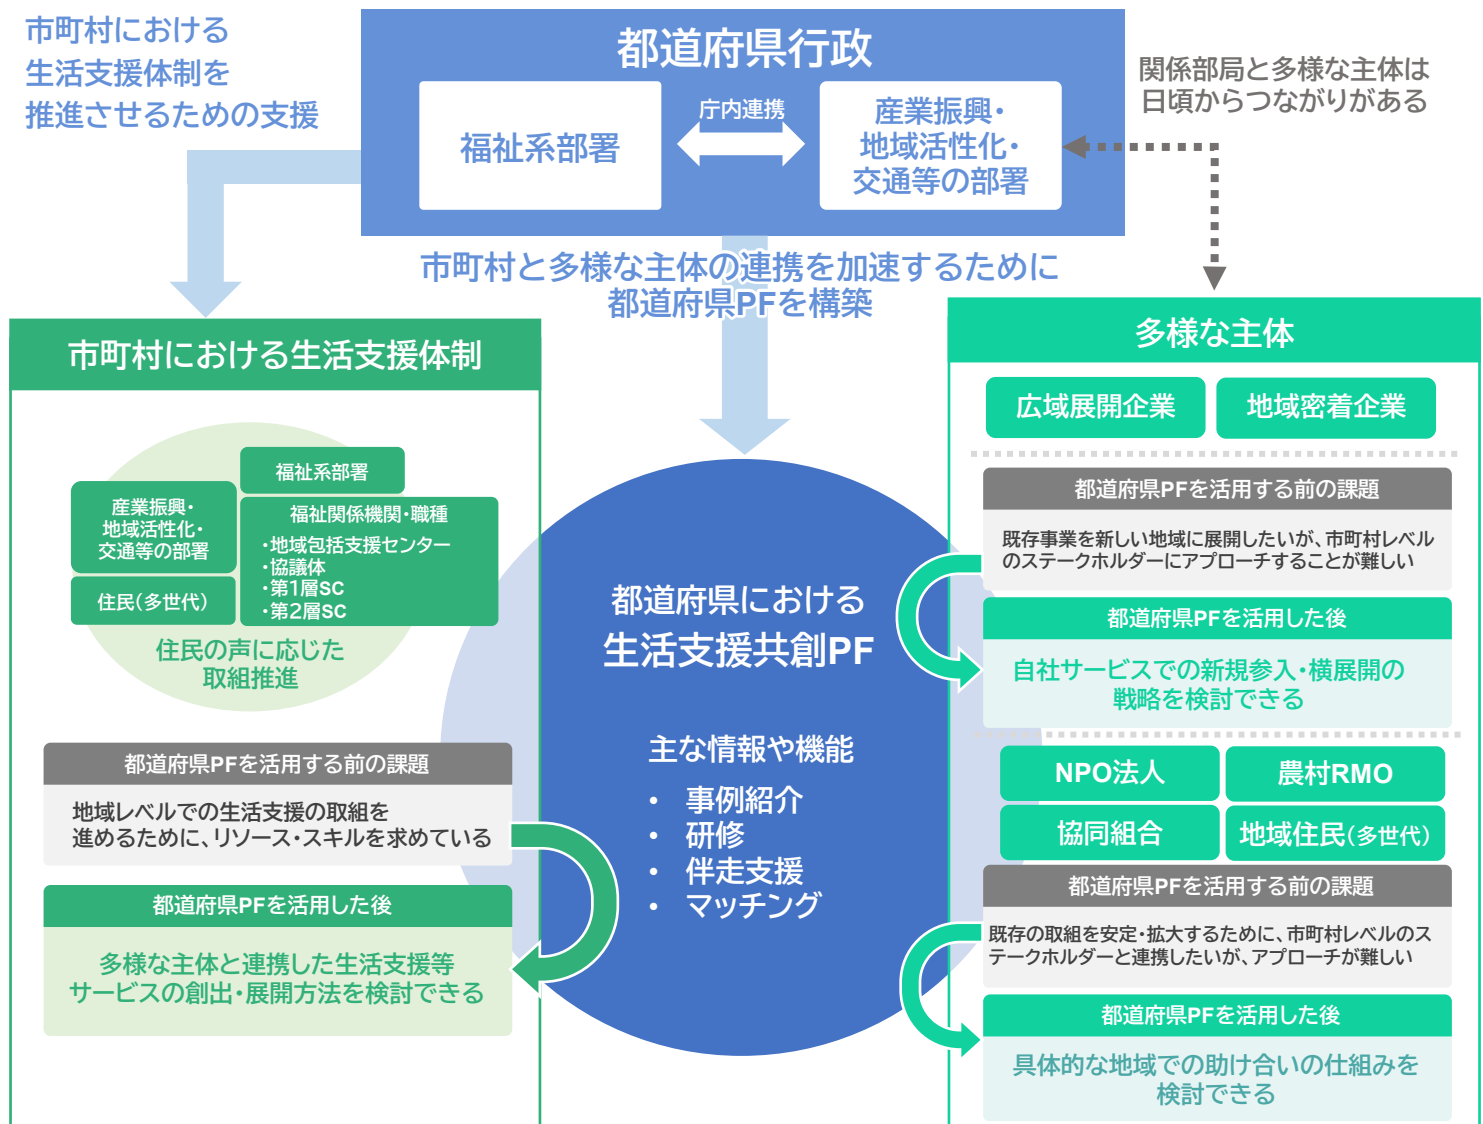 市町村における
生活支援体制を
推進させるための支援
都道府県行政
福祉系部署
庁内連携
産業振興・
地域活性化・
交通等の部署
関係部局と多様な主体は
日頃からつながりがある
市町村と多様な主体の連携を加速するために
都道府県PFを構築
市町村における生活支援体制
福祉系部署
産業振興・
地域活性化・
交通等の部署
福祉関係機関・職種
・地域包括支援センター
・協議体
・第1層SC
・第2層SC
住民(多世代)
住民の声に応じた
取組推進
都道府県PFを活用する前の課題
地域レベルでの生活支援の取組を
進めるために、リソース・スキルを求めている
都道府県PFを活用した後
多様な主体と連携した生活支援等
サービスの創出・展開方法を検討できる
都道府県における
生活支援共創PF
主な情報や機能
• 事例紹介
• 研修
• 伴走支援
• マッチング
多様な主体
広域展開企業
地域密着企業
都道府県PFを活用する前の課題
既存事業を新しい地域に展開したいが、市町村レベル
のステークホルダーにアプローチすることが難しい
都道府県PFを活用した後
自社サービスでの新規参入・横展開の
戦略を検討できる
NPO法人
農村RMO
協同組合
地域住民(多世代)
都道府県PFを活用する前の課題
既存の取組を安定・拡大するために、市町村レベルのス
テークホルダーと連携したいが、アプローチが難しい
都道府県PFを活用した後
具体的な地域での助け合いの仕組みを
検討できる